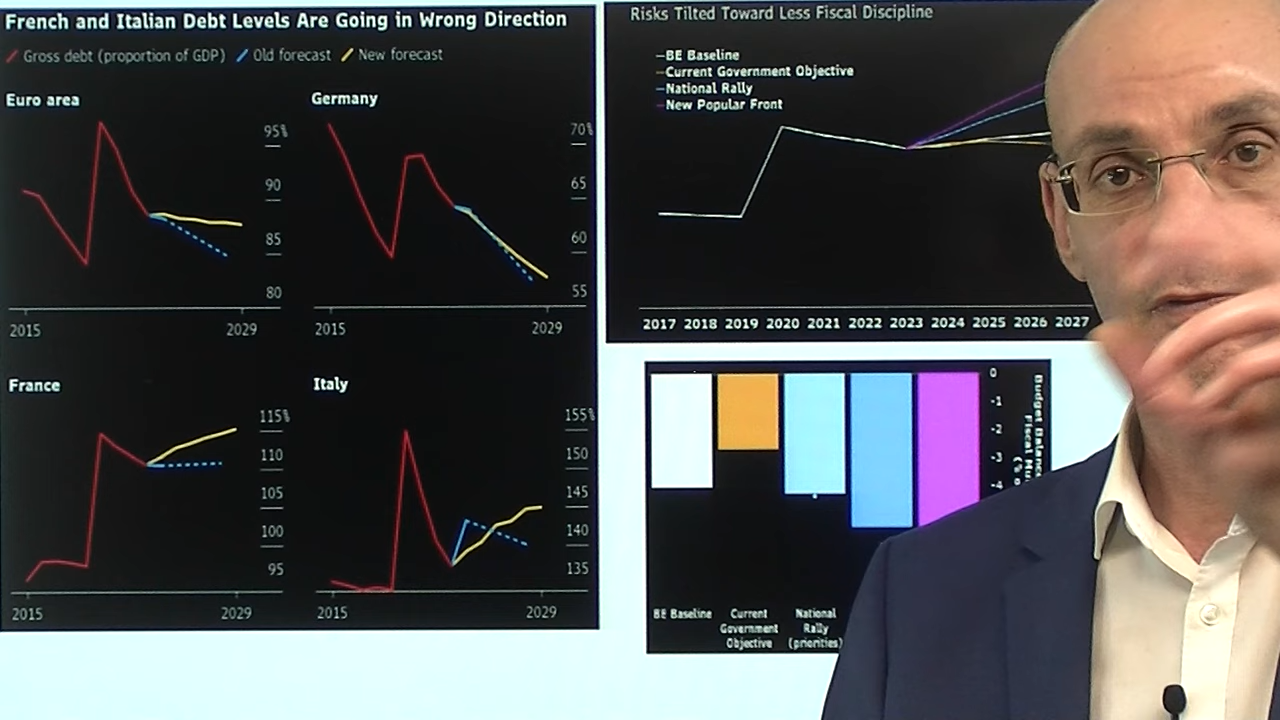 French and Italian Debt Levels Are Going in Wrong Direction
Gross debt (proportion of GDP) Old forecast New forecast
Euro area
95%
90
85
80
2015 2029
Germany
70%
65
60
55
2015 2029
France
115%
110
105
100
95
2015 2029
Italy
155%
150
145
140
135
2015 2029
Risks Tilted Toward Less Fiscal Discipline
BE Baseline
Current Government Objective
National Rally
New Popular Front
2017 2018 2019 2020 2021 2022 2023 2024 2025 2026 2027
0
-1
-2
-3
-4
Budget Balance
Fiscal
BE Baseline
Current
Government
Objective
National
Rally
(priorities)